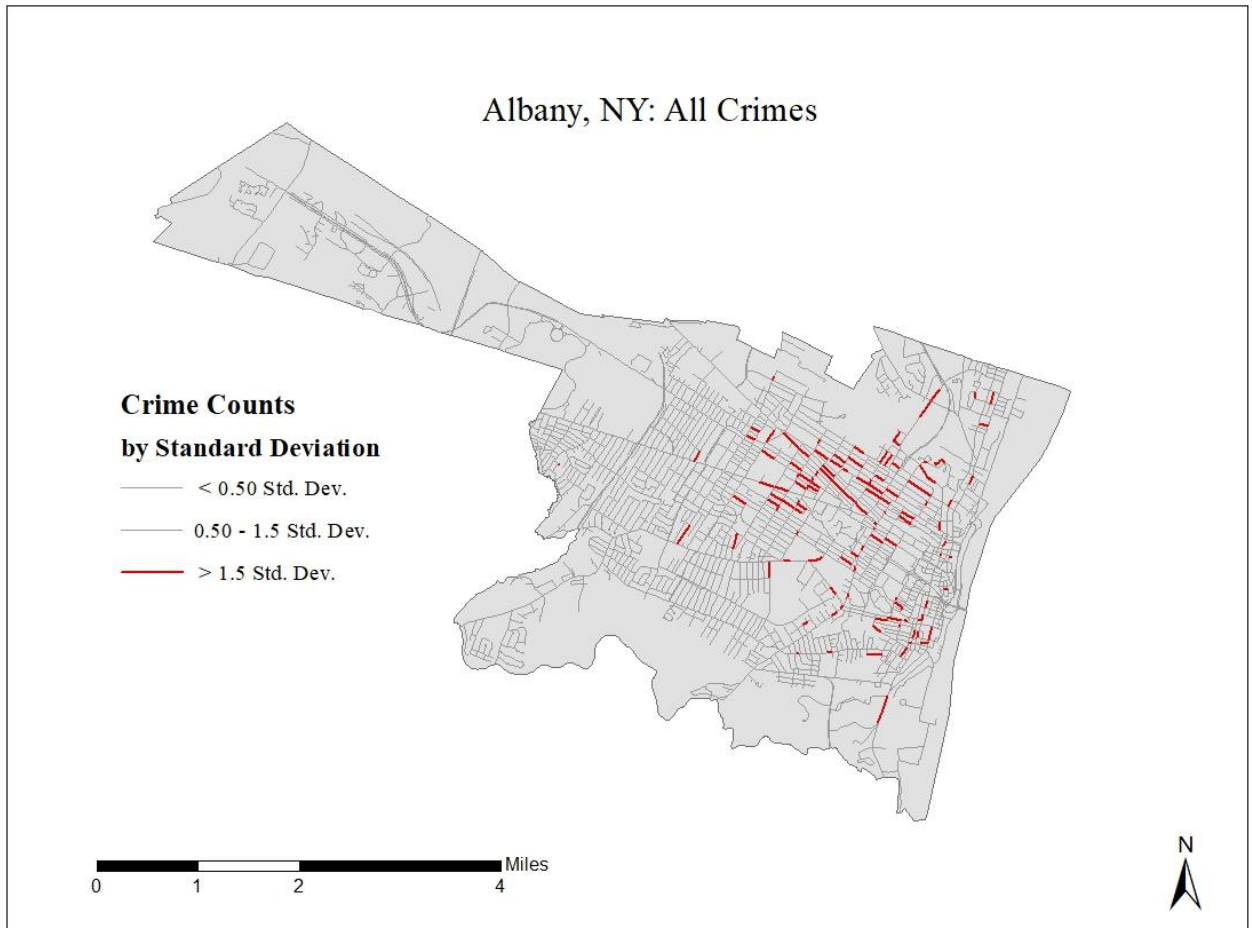 Albany, NY: All Crimes
Crime Counts
by Standard Deviation
< 0.50 Std. Dev.
0.50 - 1.5 Std. Dev.
> 1.5 Std. Dev.
Miles
0 1 2 4
N